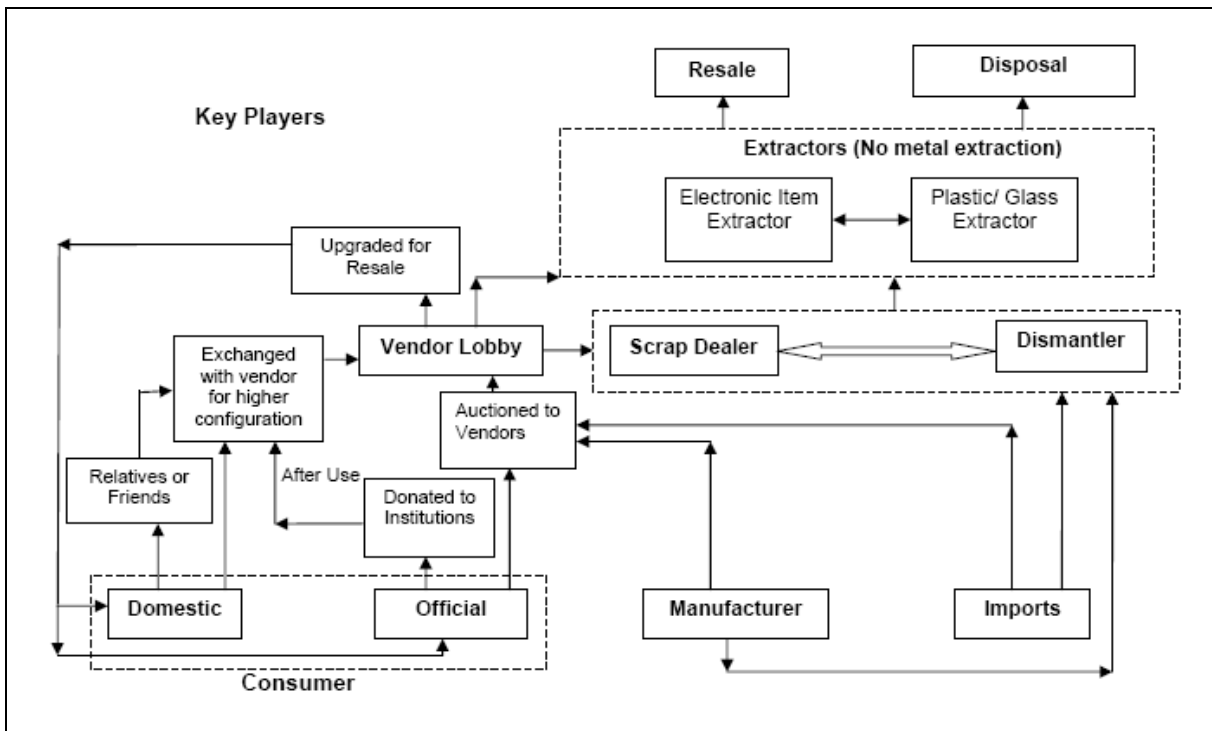 Resale
Disposal
Key Players
Extractors (No metal extraction)
Electronic Item
Extractor
Plastic/ Glass
Extractor
Upgraded for
Resale
Vendor Lobby
Scrap Dealer
Dismantler
Exchanged
with vendor
for higher
configuration
Auctioned to
Vendors
Relatives or
Friends
After Use
Donated to
Institutions
Domestic
Official
Manufacturer
Imports
Consumer